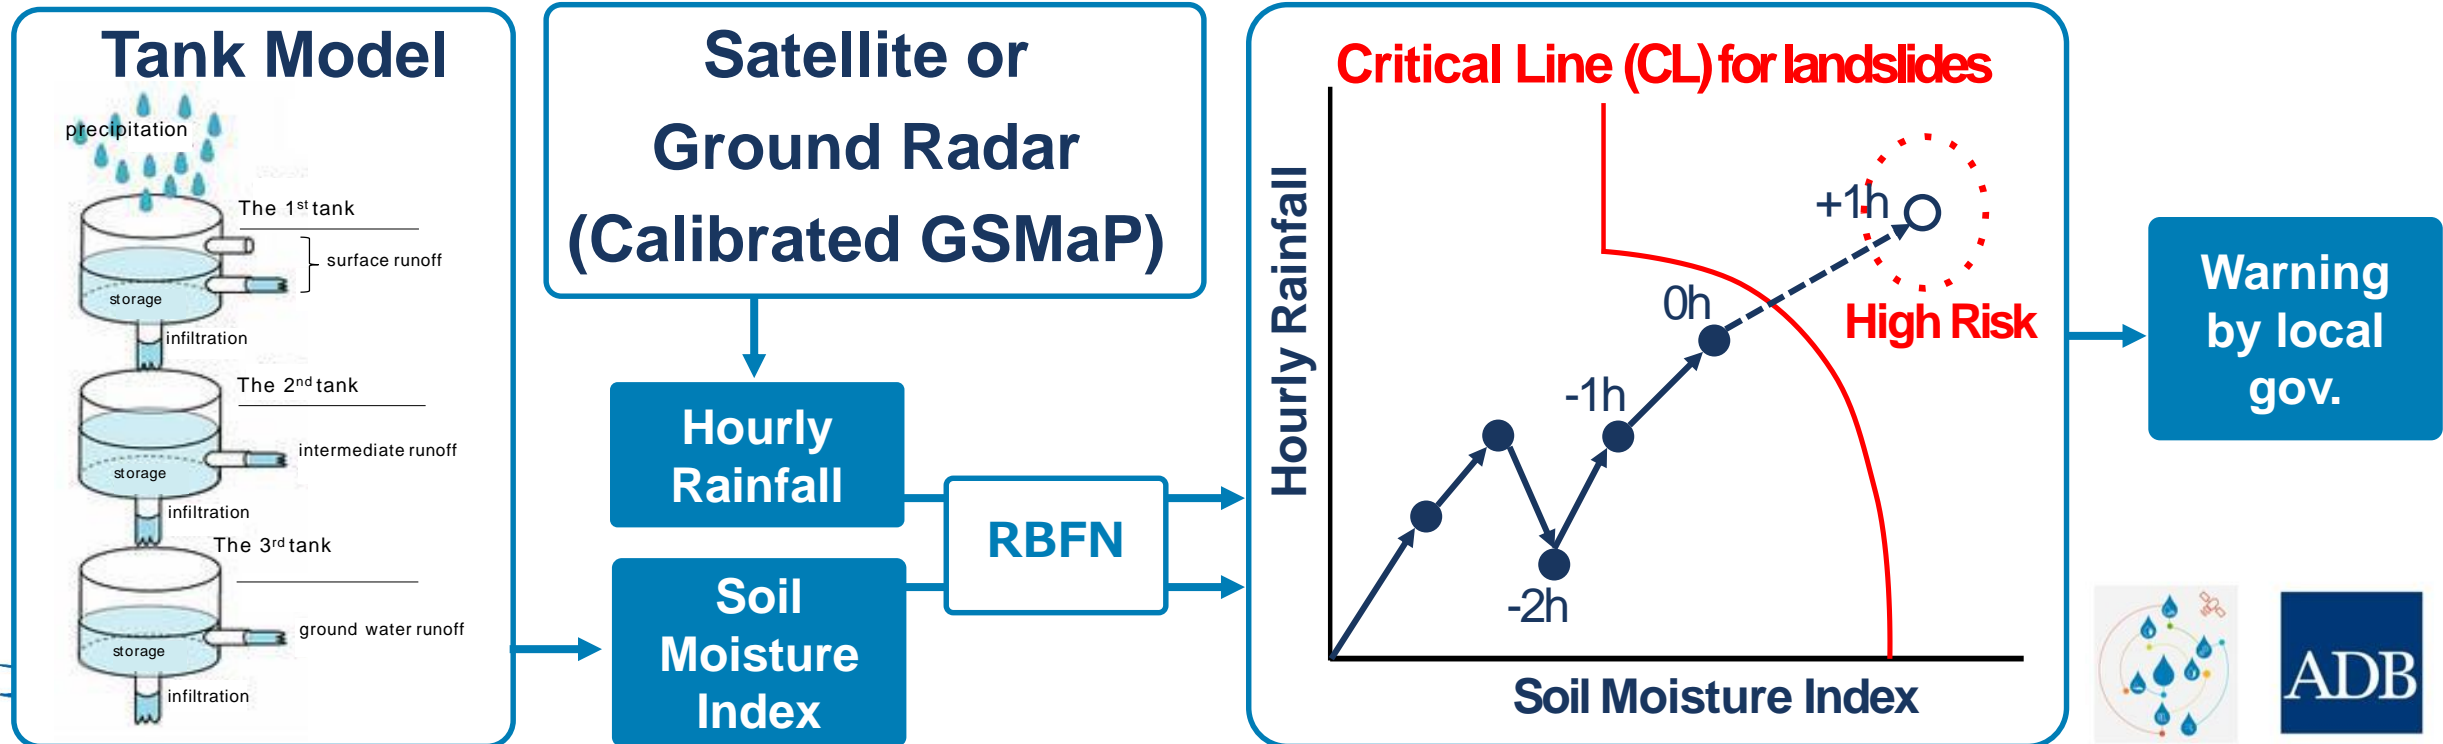 Tank Model
precipitation
The 1st tank
surface runoff
storage
infiltration
The 2nd tank
intermediate runoff
storage
infiltration
The 3rd tank
ground water runoff
storage
infiltration
Satellite or
Ground Radar
(Calibrated GSMaP)
Hourly
Rainfall
Soil
Moisture
Index
RBFN
Critical Line (CL) for landslides
Hourly Rainfall
+1h
High Risk
0h
-1h
-2h
Soil Moisture Index
Warning
by local
gov.
ADB